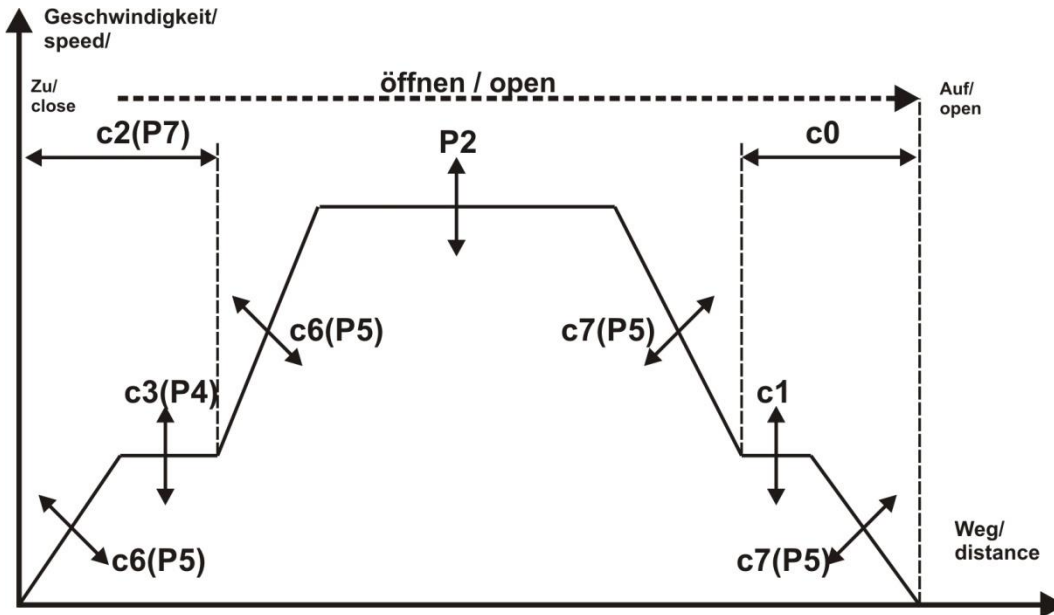 Geschwindigkeit/
speed/
Zu/
close
öffnen / open
Auf/
open
c2(P7)
P2
c0
c6(P5)
c7(P5)
c3(P4)
c1
c6(P5)
c7(P5)
Weg/
distance